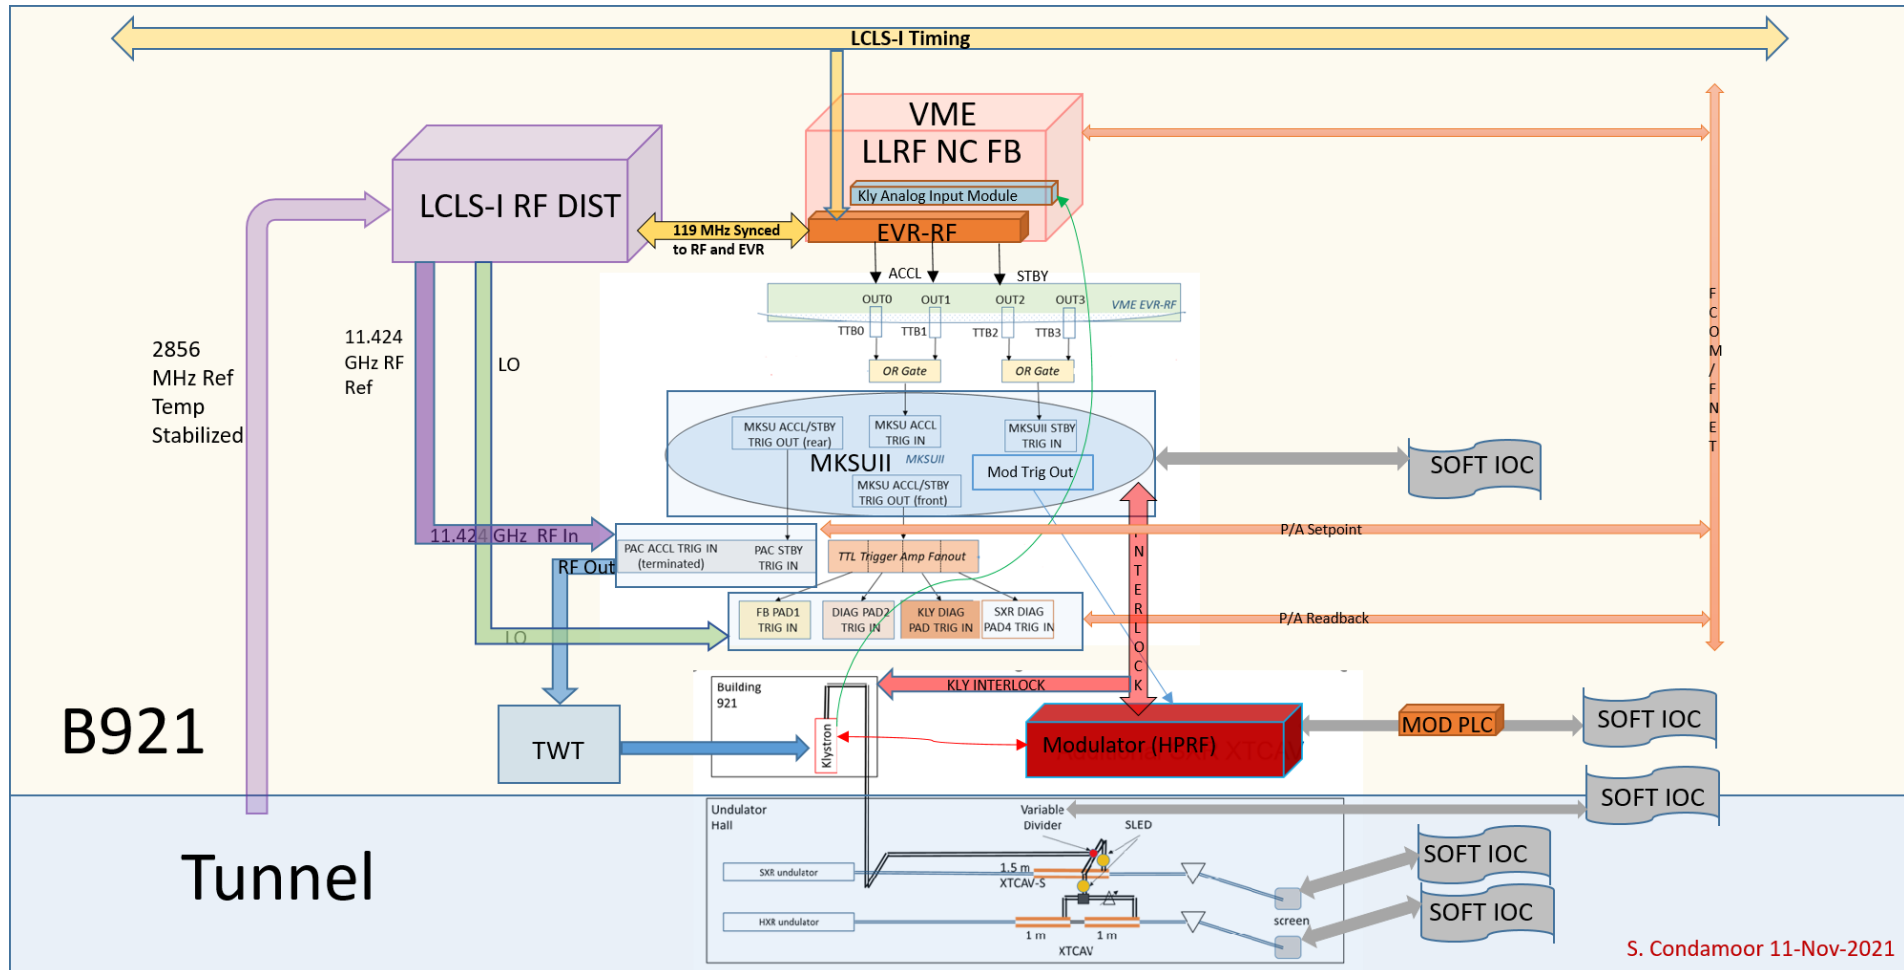 LCLS-I Timing
VME
LLRF NC FB
Kly Analog Input Module
EVR-RF
LCLS-I RF DIST
119 MHz Synced
to RF and EVR
ACCL
STBY
OUT0
OUT1
OUT2
OUT3
VME EVR-RF
TTB0
TTB1
TTB2
TTB3
OR Gate
OR Gate
2856
MHz Ref
Temp
Stabilized
11.424
GHz RF
Ref
LO
FCOM/FNET
MKSU ACCL/STBY
TRIG OUT (rear)
MKSU ACCL
TRIG IN
MKSUII STBY
TRIG IN
MKSUII
MKSUII
Mod Trig Out
MKSU ACCL/STBY
TRIG OUT (front)
SOFT IOC
11.424 GHz  RF In
P/A Setpoint
PAC ACCL TRIG IN
(terminated)
PAC STBY
TRIG IN
TTL Trigger Amp Fanout
INTERLOCK
RF Out
FB PAD1
TRIG IN
DIAG PAD2
TRIG IN
KLY DIAG
PAD TRIG IN
SXR DIAG
PAD4 TRIG IN
P/A Readback
LO
KLY INTERLOCK
Building
921
Klystron
B921
TWT
Modulator (HPRF)
MOD PLC
SOFT IOC
SOFT IOC
Undulator
Hall
Variable
Divider
SLED
Tunnel
SXR undulator
1.5 m
XTCAV-S
SOFT IOC
HXR undulator
screen
SOFT IOC
1 m
1 m
XTCAV
S. Condamoor 11-Nov-2021